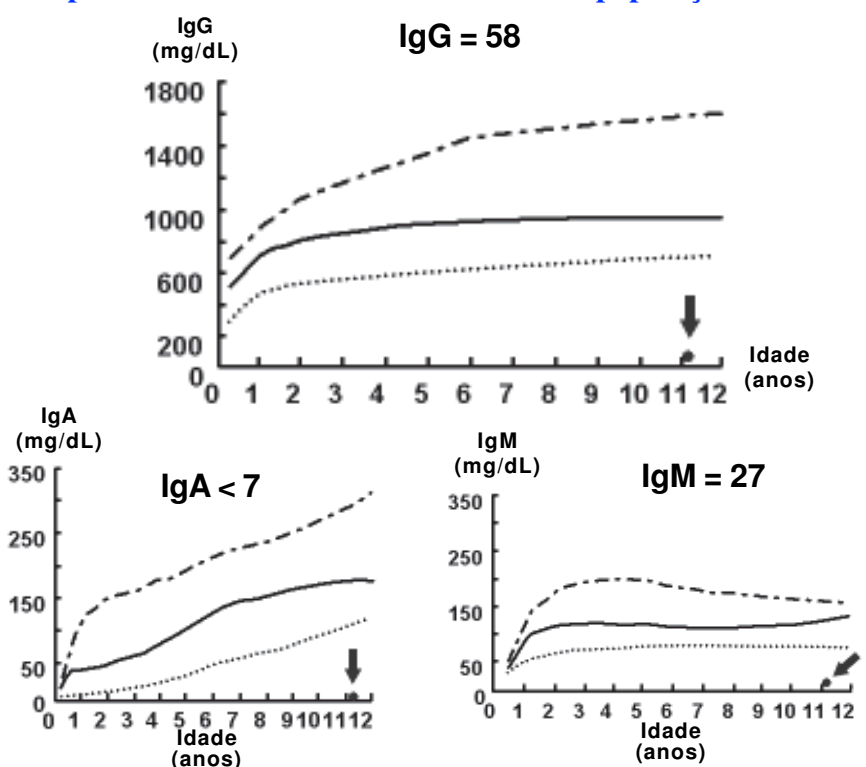 IgG
(mg/dL)
IgG = 58
1800
1400
1000
600
200
0
0 1 2 3 4 5 6 7 8 9 10 11 12
Idade
(anos)
IgA
(mg/dL)
IgA < 7
350
250
150
50
0
0 1 2 3 4 5 6 7 8 9 10 11 12
Idade
(anos)
IgM
(mg/dL)
IgM = 27
350
250
150
50
0
0 1 2 3 4 5 6 7 8 9 10 11 12
Idade
(anos)